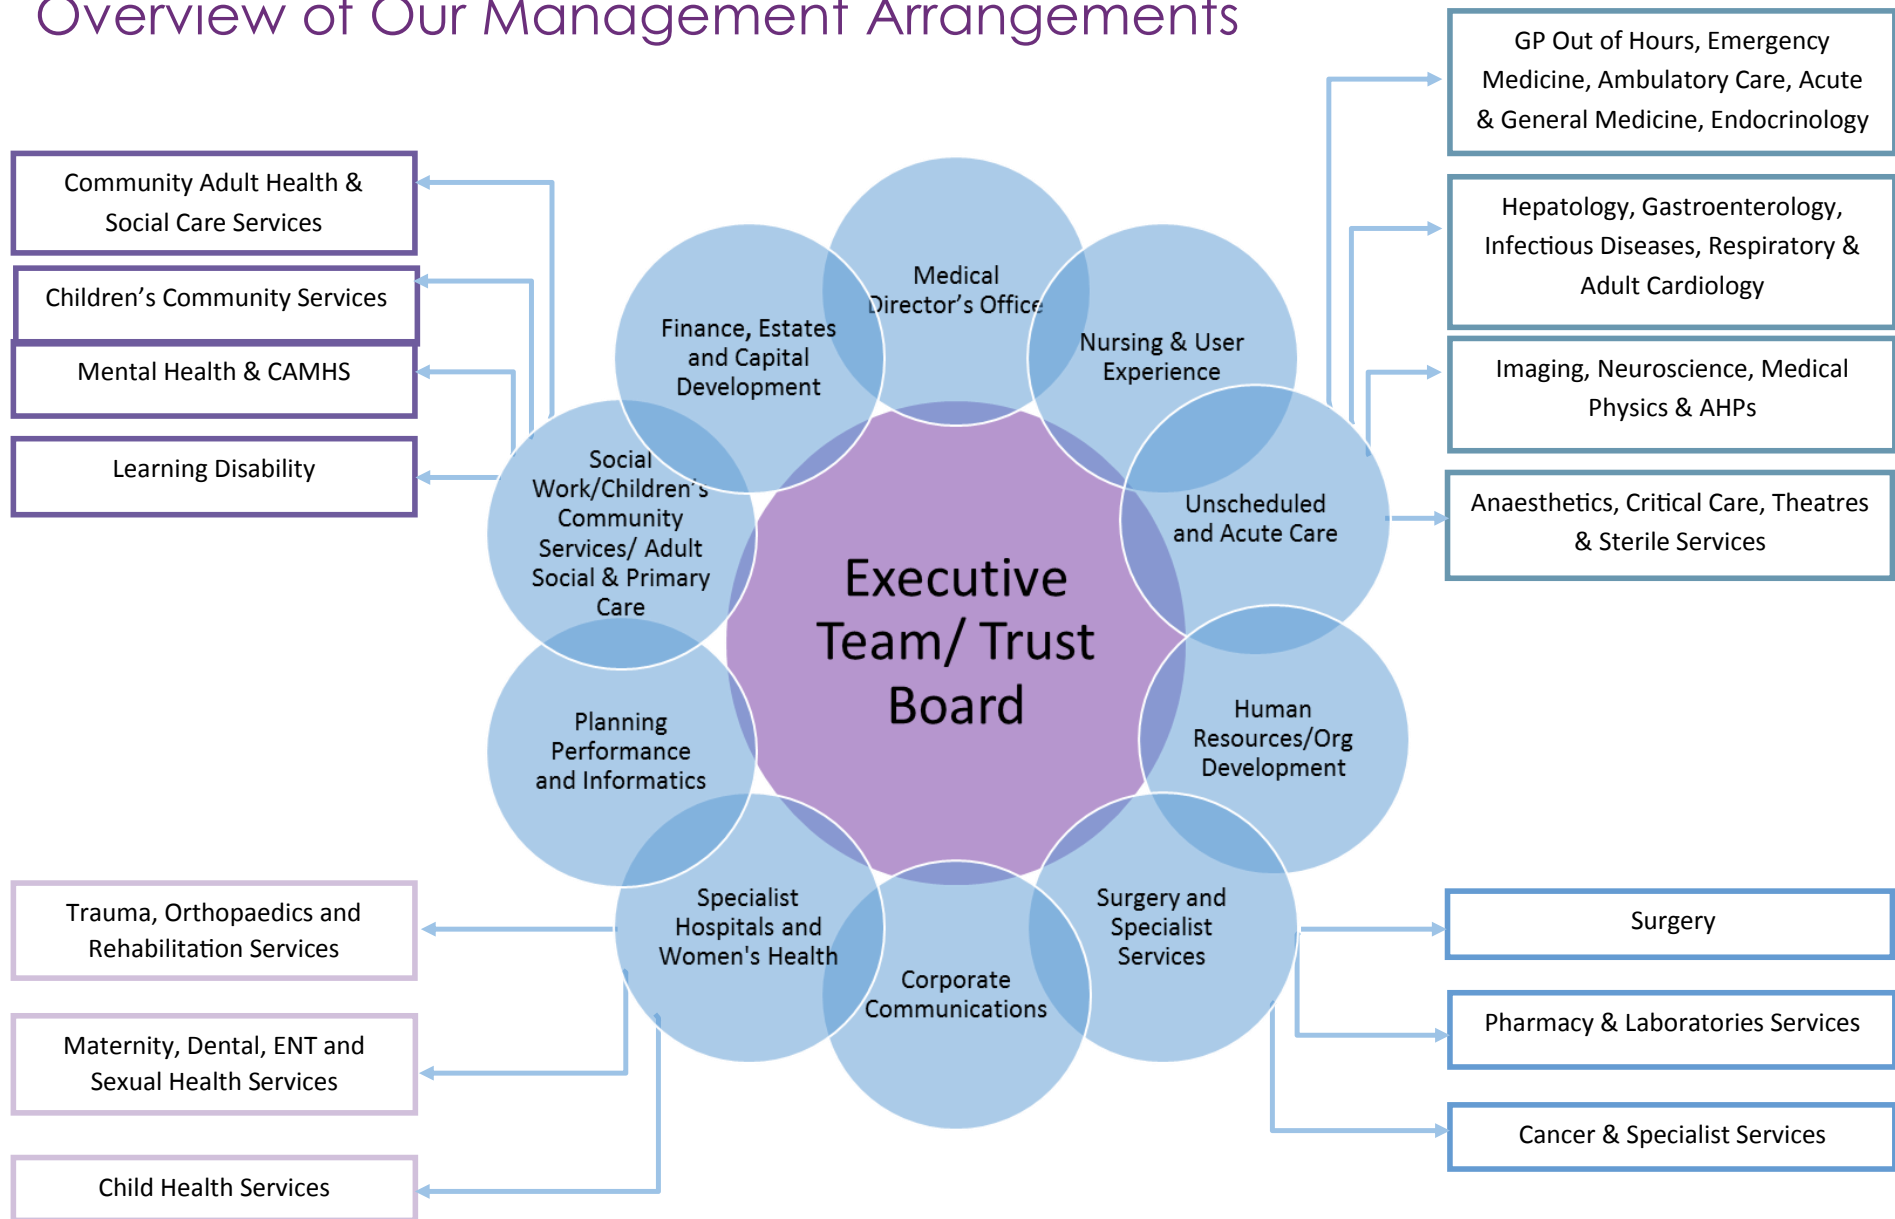 Overview of Our Management Arrangements
GP Out of Hours, Emergency
Medicine, Ambulatory Care, Acute
& General Medicine, Endocrinology
Hepatology, Gastroenterology,
Infectious Diseases, Respiratory &
Adult Cardiology
Imaging, Neuroscience, Medical
Physics & AHPs
Anaesthetics, Critical Care, Theatres
& Sterile Services
Community Adult Health &
Social Care Services
Children’s Community Services
Mental Health & CAMHS
Learning Disability
Medical
Director’s Office
Nursing & User
Experience
Unscheduled
and Acute Care
Human
Resources/Org
Development
Surgery and
Specialist
Services
Corporate
Communications
Specialist
Hospitals and
Women's Health
Planning
Performance
and Informatics
Social
Work/Children's
Community
Services/ Adult
Social & Primary
Care
Finance, Estates
and Capital
Development
Executive
Team/ Trust
Board
Trauma, Orthopaedics and
Rehabilitation Services
Maternity, Dental, ENT and
Sexual Health Services
Child Health Services
Surgery
Pharmacy & Laboratories Services
Cancer & Specialist Services